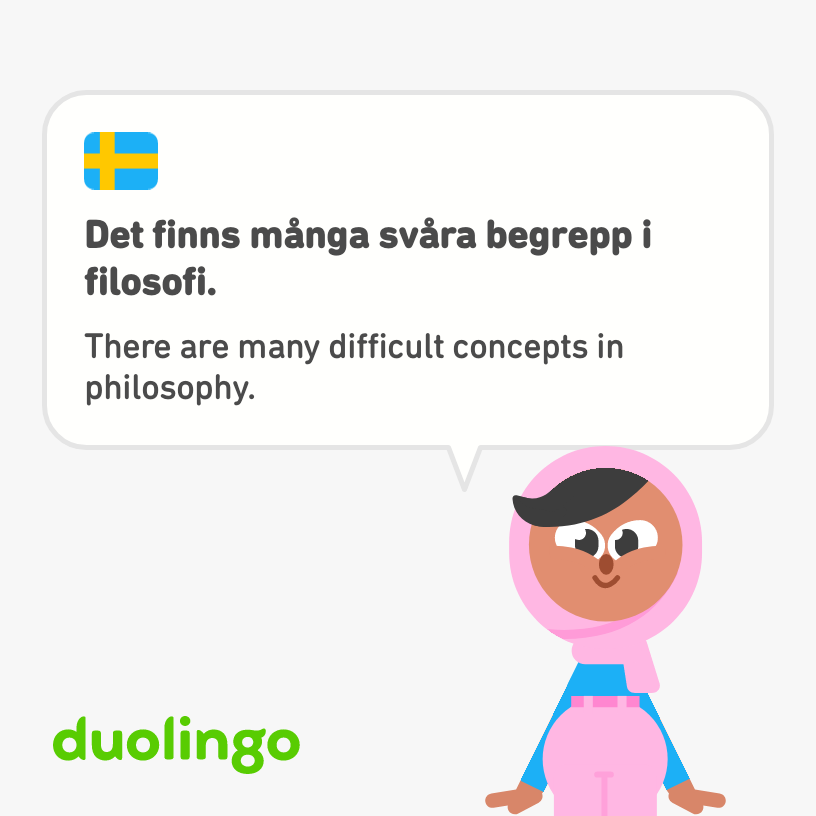 Det finns många svåra begrepp i
filosofi.
There are many difficult concepts in
philosophy.
duolingo